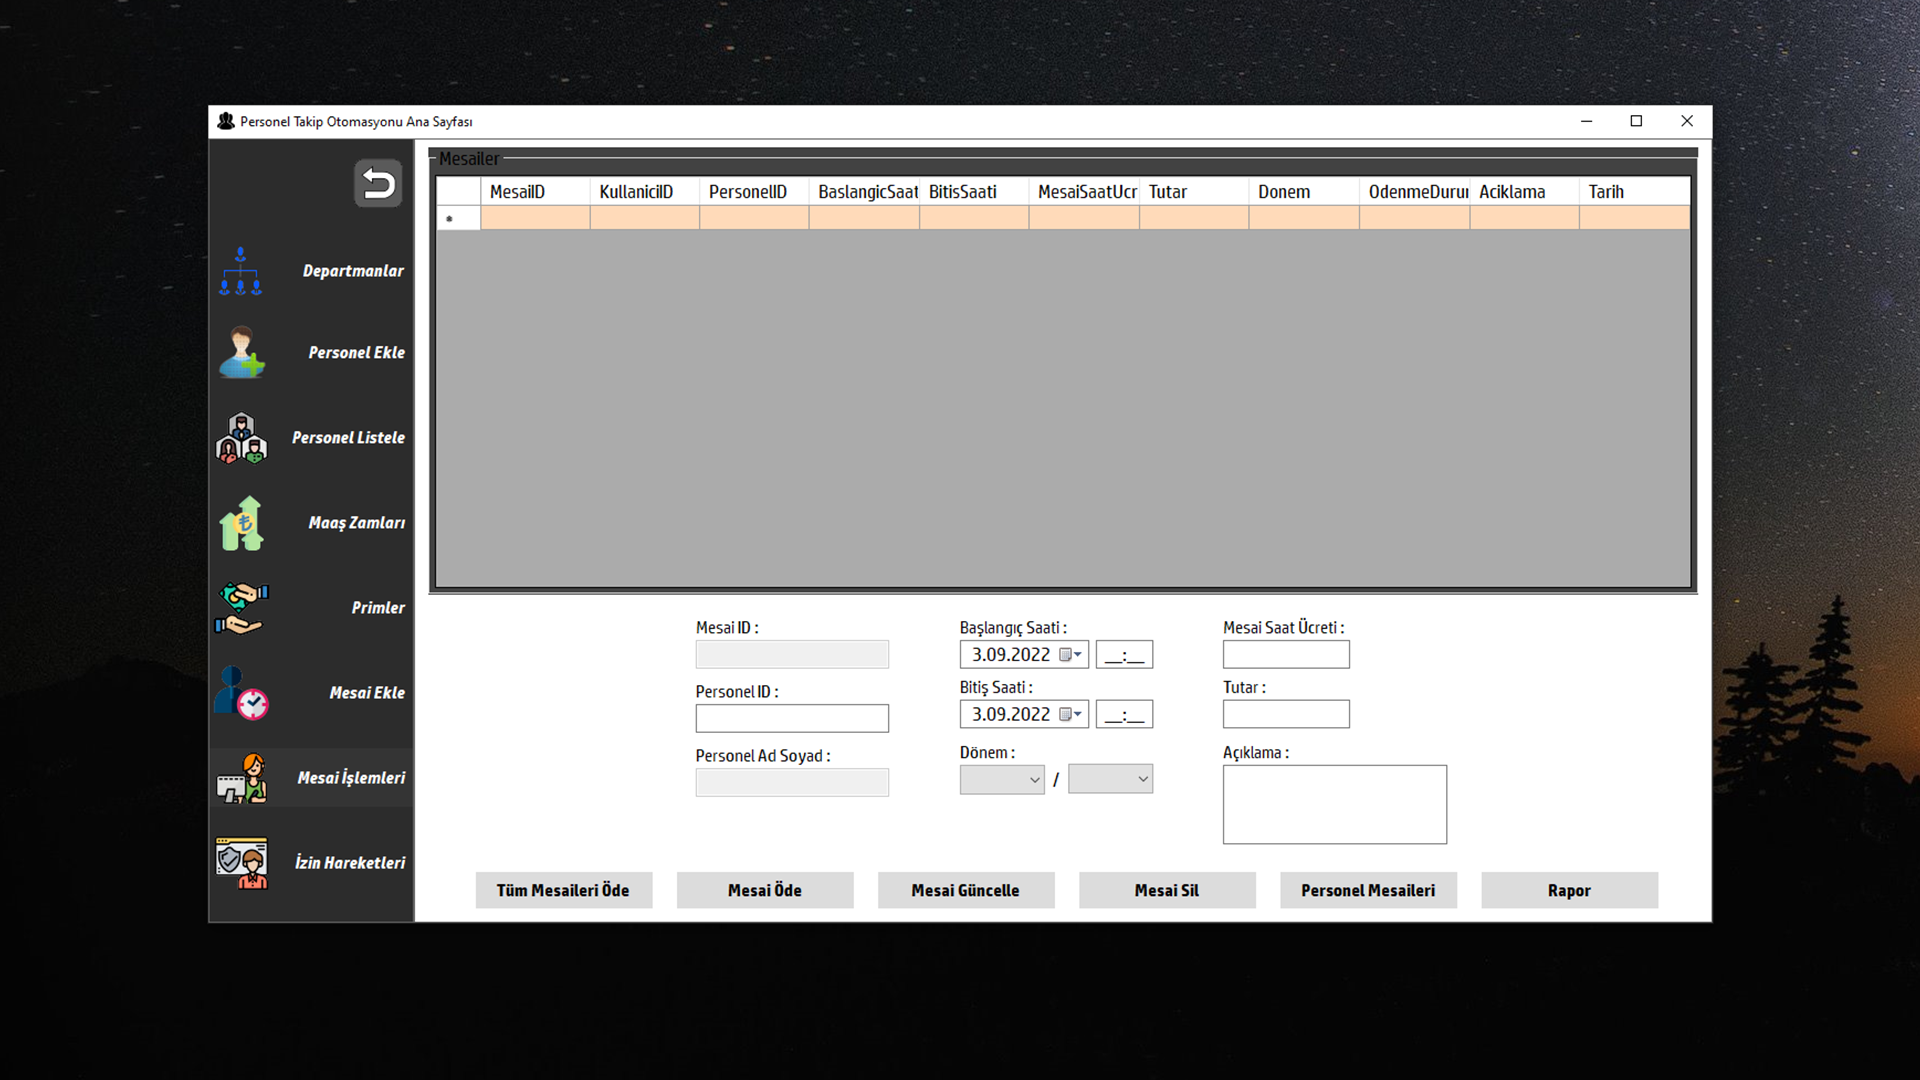 Personel Takip Otomasyonu Ana Sayfası
Departmanlar
Personel Ekle
Personel Listele
Maaş Zamları
Primler
Mesai Ekle
Mesai İşlemleri
İzin Hareketleri
Mesailer
MesaiID KullaniciID PersonelID BaslangicSaat BitisSaati MesaiSaatUcr Tutar Donem OdenmeDurur Aciklama Tarih
Mesai ID :
Personel ID :
Personel Ad Soyad :
Başlangıç Saati :
3.09.2022 __:__
Bitiş Saati :
3.09.2022 __:__
Dönem :
/
Mesai Saat Ücreti :
Tutar :
Açıklama :
Tüm Mesaileri Öde Mesai Öde Mesai Güncelle Mesai Sil Personel Mesaileri Rapor